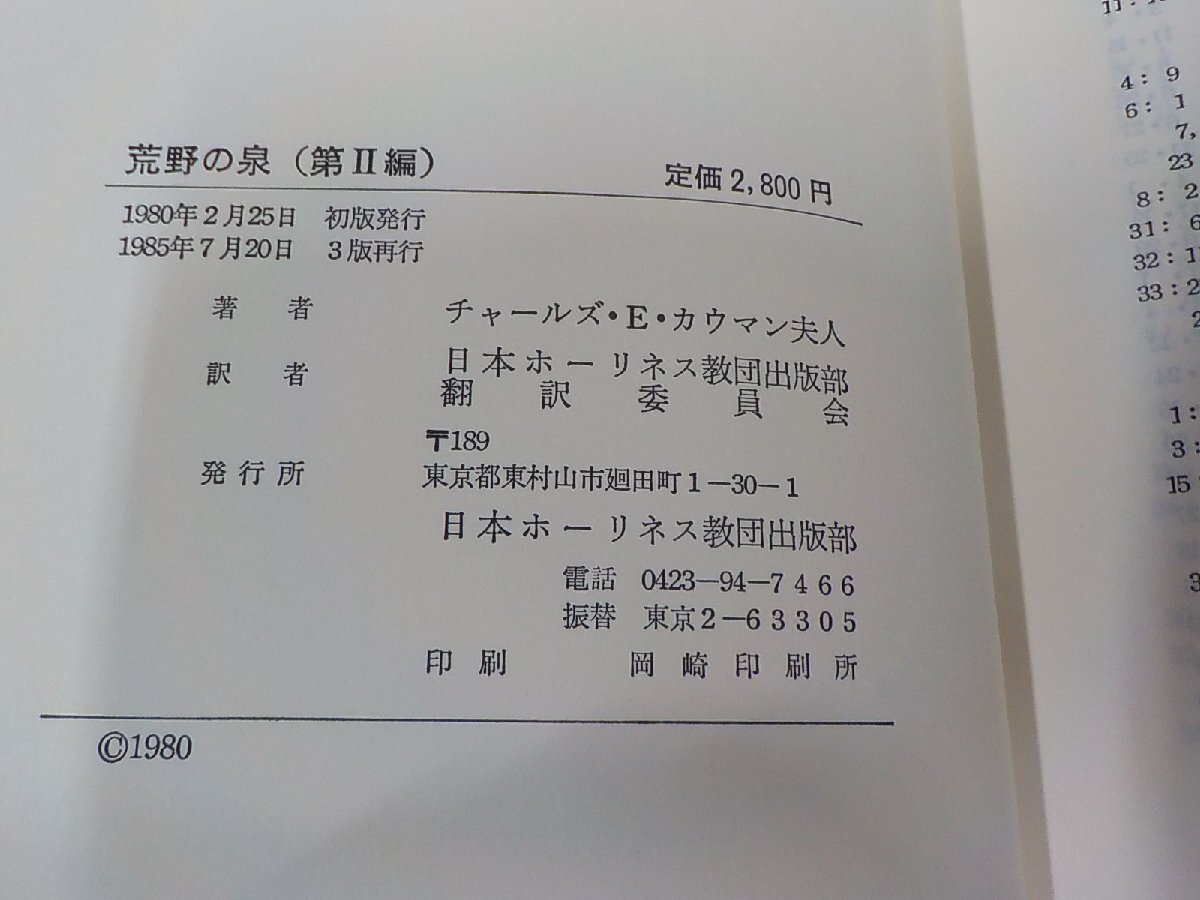 荒野の泉（第Ⅱ編）
定価2,800円
1980年2月25日　初版発行
1985年7月20日　3版再行
著　者　チャールズ・E・カウマン夫人
訳　者　日本ホーリネス教団出版部
翻訳委員会
〒189
発行所　東京都東村山市廻田町1－30－1
日本ホーリネス教団出版部
電話　0423－94－7466
振替　東京2－63305
印刷　岡崎印刷所
©1980
4: 9
6: 1
7,
23
8: 2
31: 6
32: 1
33: 2
2
1:
3:
15
3